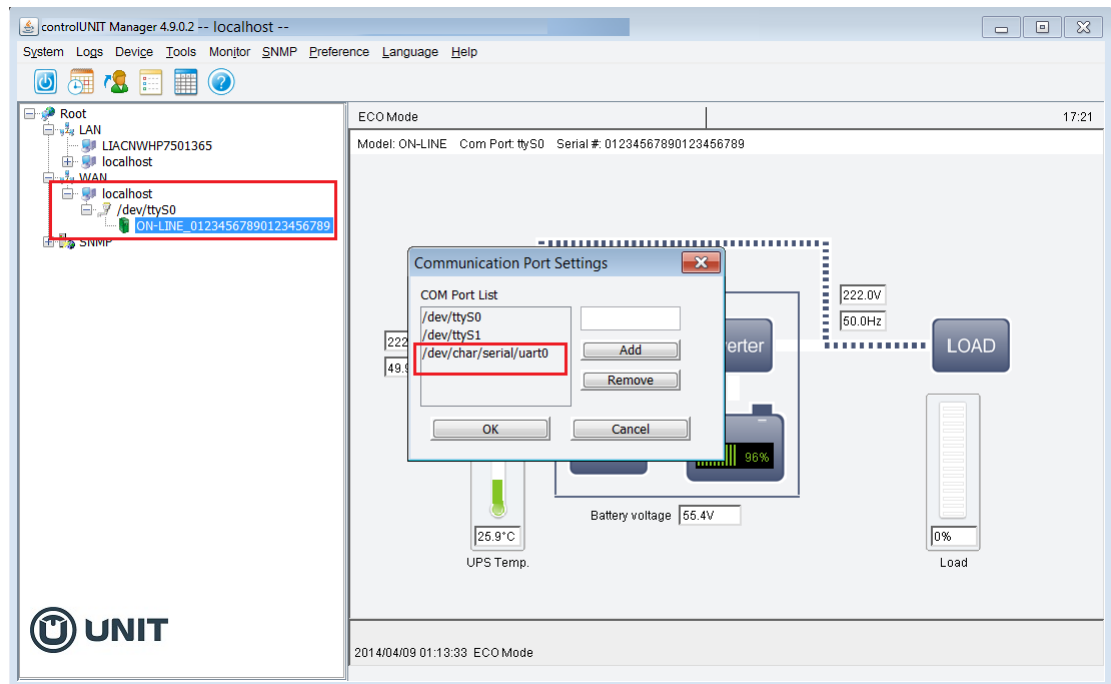 controlUNIT Manager 4.9.0.2 -- localhost --
System Logs Device Tools Monitor SNMP Preference Language Help
Root
LAN
LIACNWHP7501365
localhost
WAN
localhost
/dev/ttyS0
ON-LINE_01234567890123456789
SNMP
UNIT
ECO Mode
17:21
Model: ON-LINE Com Port: ttyS0 Serial #: 01234567890123456789
Communication Port Settings
COM Port List
/dev/ttyS0
/dev/ttyS1
/dev/char/serial/uart0
Add
Remove
OK
Cancel
222
49.9
erter
222.0V
50.0Hz
LOAD
96%
Battery voltage 55.4V
25.9°C
UPS Temp.
0%
Load
2014/04/09 01:13:33 ECO Mode